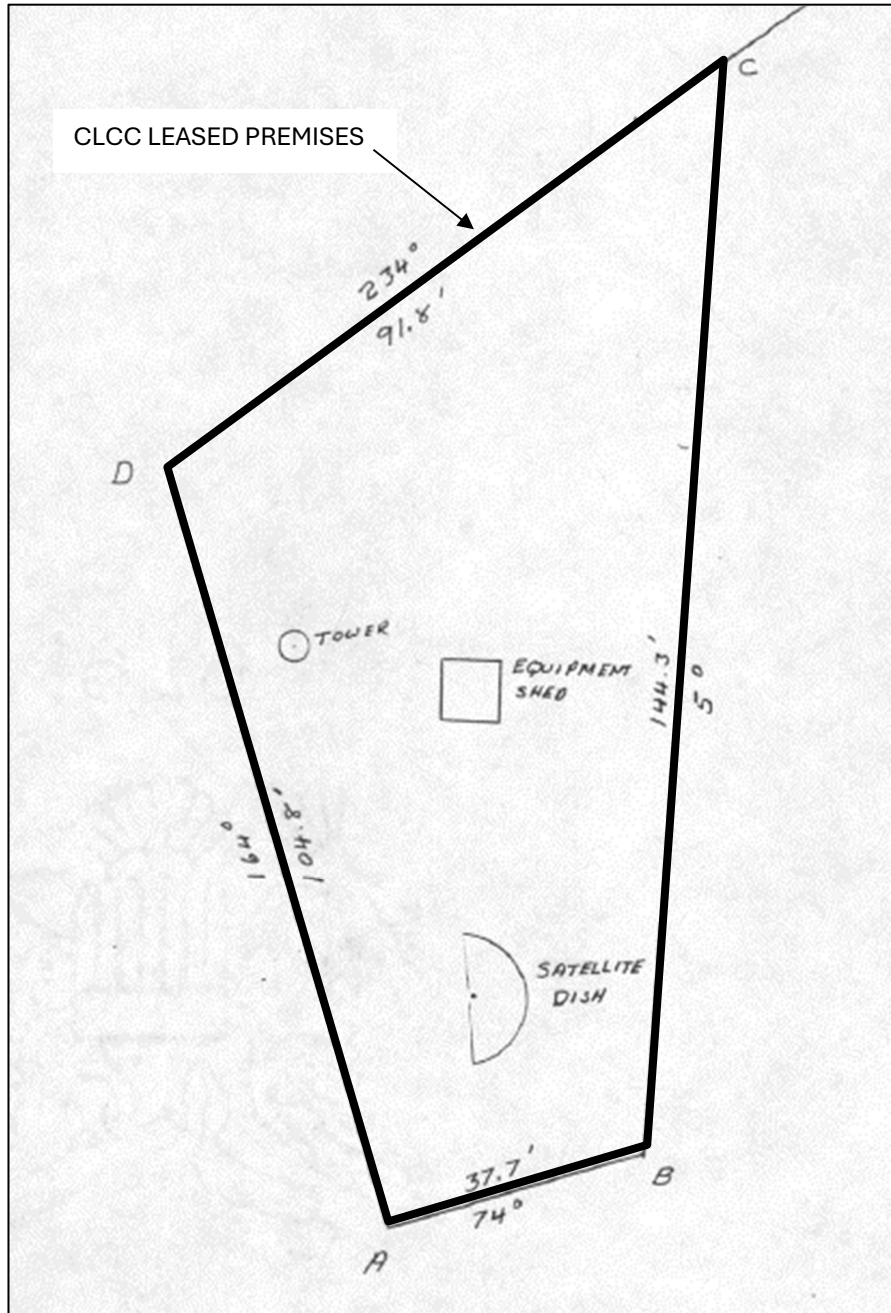 C
CLCC LEASED PREMISES
234°
91.8'
D
TOWER
EQUIPMENT
SHED
144.3'
5°
104.8'
164°
SATELLITE
DISH
37.7'
74°
B
A